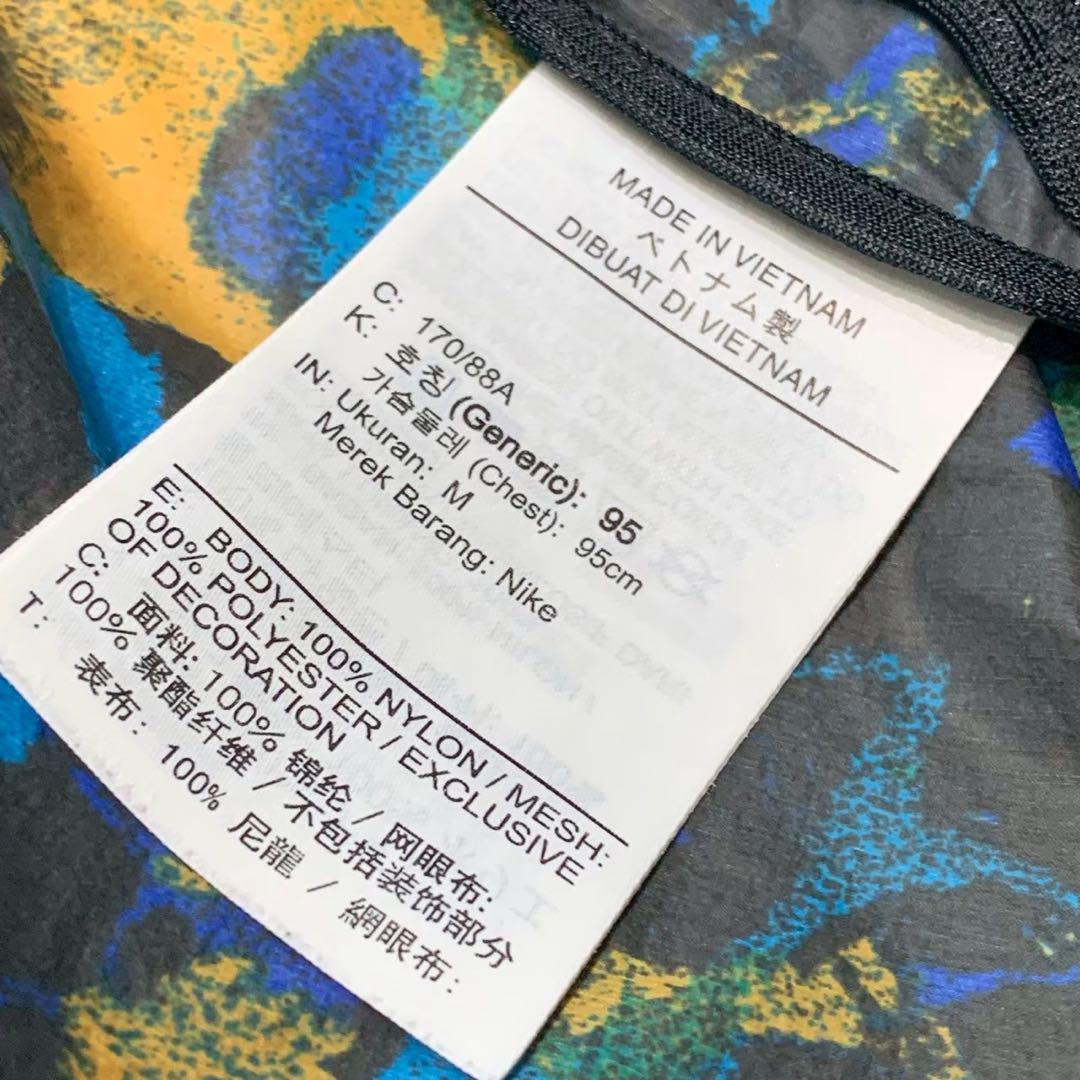 MADE IN VIETNAM
ベトナム製
DIBUAT DI VIETNAM
C: 170/88A
K: 호칭 (Generic): 95
가슴둘레 (Chest): 95cm
IN: Ukuran: M
Merek Barang: Nike
E: BODY: 100% NYLON / MESH:
100% POLYESTER / EXCLUSIVE
OF DECORATION
C: 面料: 100% 锦纶 / 网眼布:
100% 聚酯纤维 / 不包括装饰部分
T: 表布: 100% 尼龍 / 網眼布: